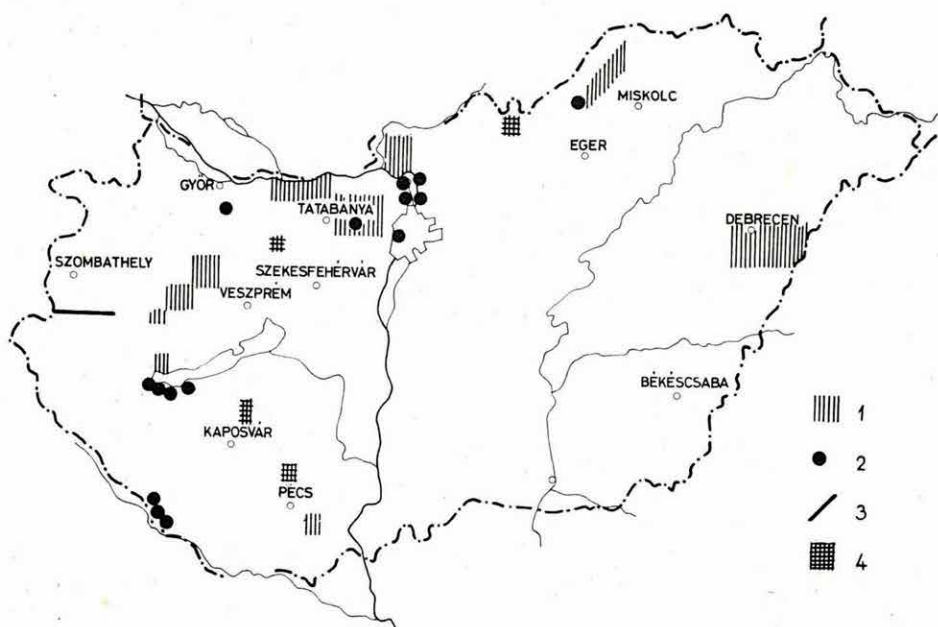 MISKOLC
EGER
GYŐR
TATABÁNYA
DEBRECEN
SZOMBATHELY
SZÉKESFEHÉRVÁR
VESZPRÉM
BÉKÉSCSABA
KAPOSVÁR
PÉCS
1
2
3
4